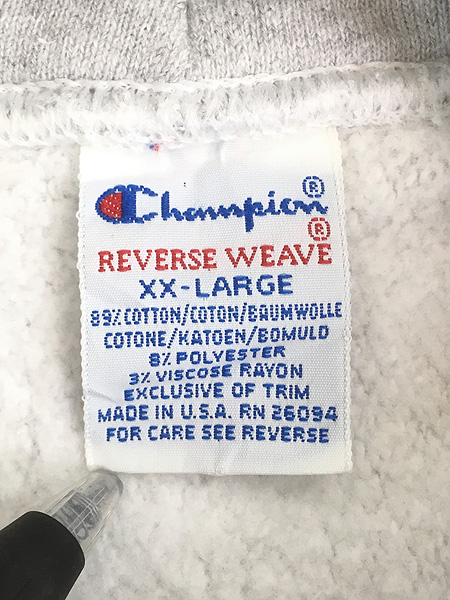 Champion®
REVERSE WEAVE®
XX-LARGE
89% COTTON/COTON/BAUMWOLLE
COTONE/KATOEN/BOMULD
8% POLYESTER
3% VISCOSE RAYON
EXCLUSIVE OF TRIM
MADE IN U.S.A. RN 26094
FOR CARE SEE REVERSE